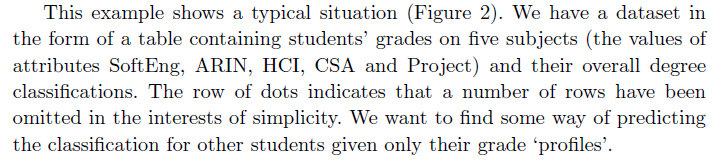 This example shows a typical situation (Figure 2). We have a dataset in
the form of a table containing students’ grades on five subjects (the values of
attributes SoftEng, ARIN, HCI, CSA and Project) and their overall degree
classifications. The row of dots indicates that a number of rows have been
omitted in the interests of simplicity. We want to find some way of predicting
the classification for other students given only their grade ‘profiles’.